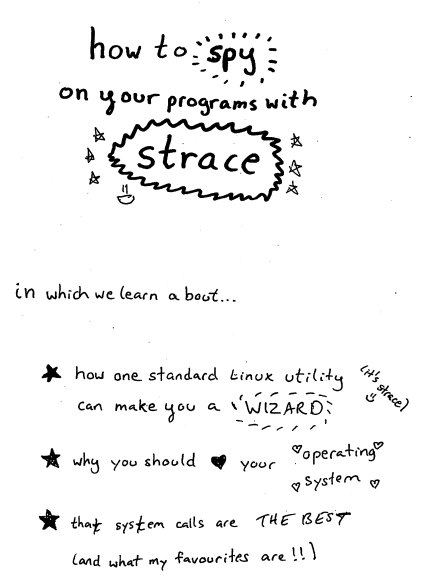 how to spy
on your programs with
strace
in which we learn about...
how one standard Linux utility
can make you a WIZARD
(it's strace)
why you should ♥ your operating
system
that system calls are THE BEST
(and what my favourites are!!)